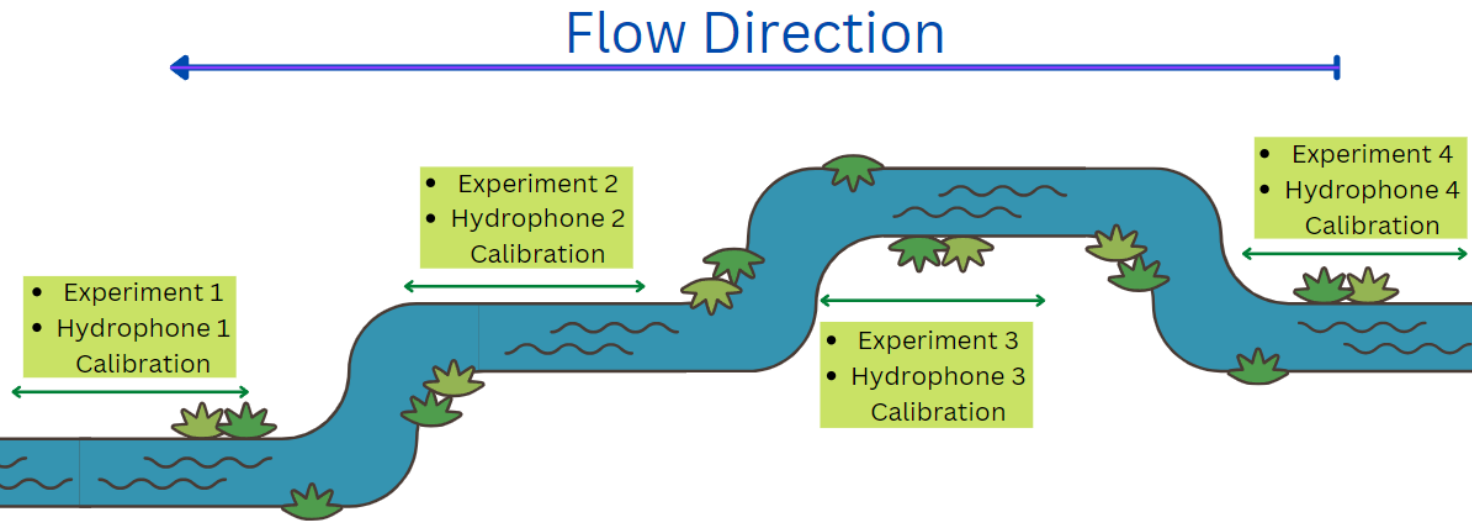 Flow Direction
• Experiment 1
• Hydrophone 1
Calibration
• Experiment 2
• Hydrophone 2
Calibration
• Experiment 3
• Hydrophone 3
Calibration
• Experiment 4
• Hydrophone 4
Calibration